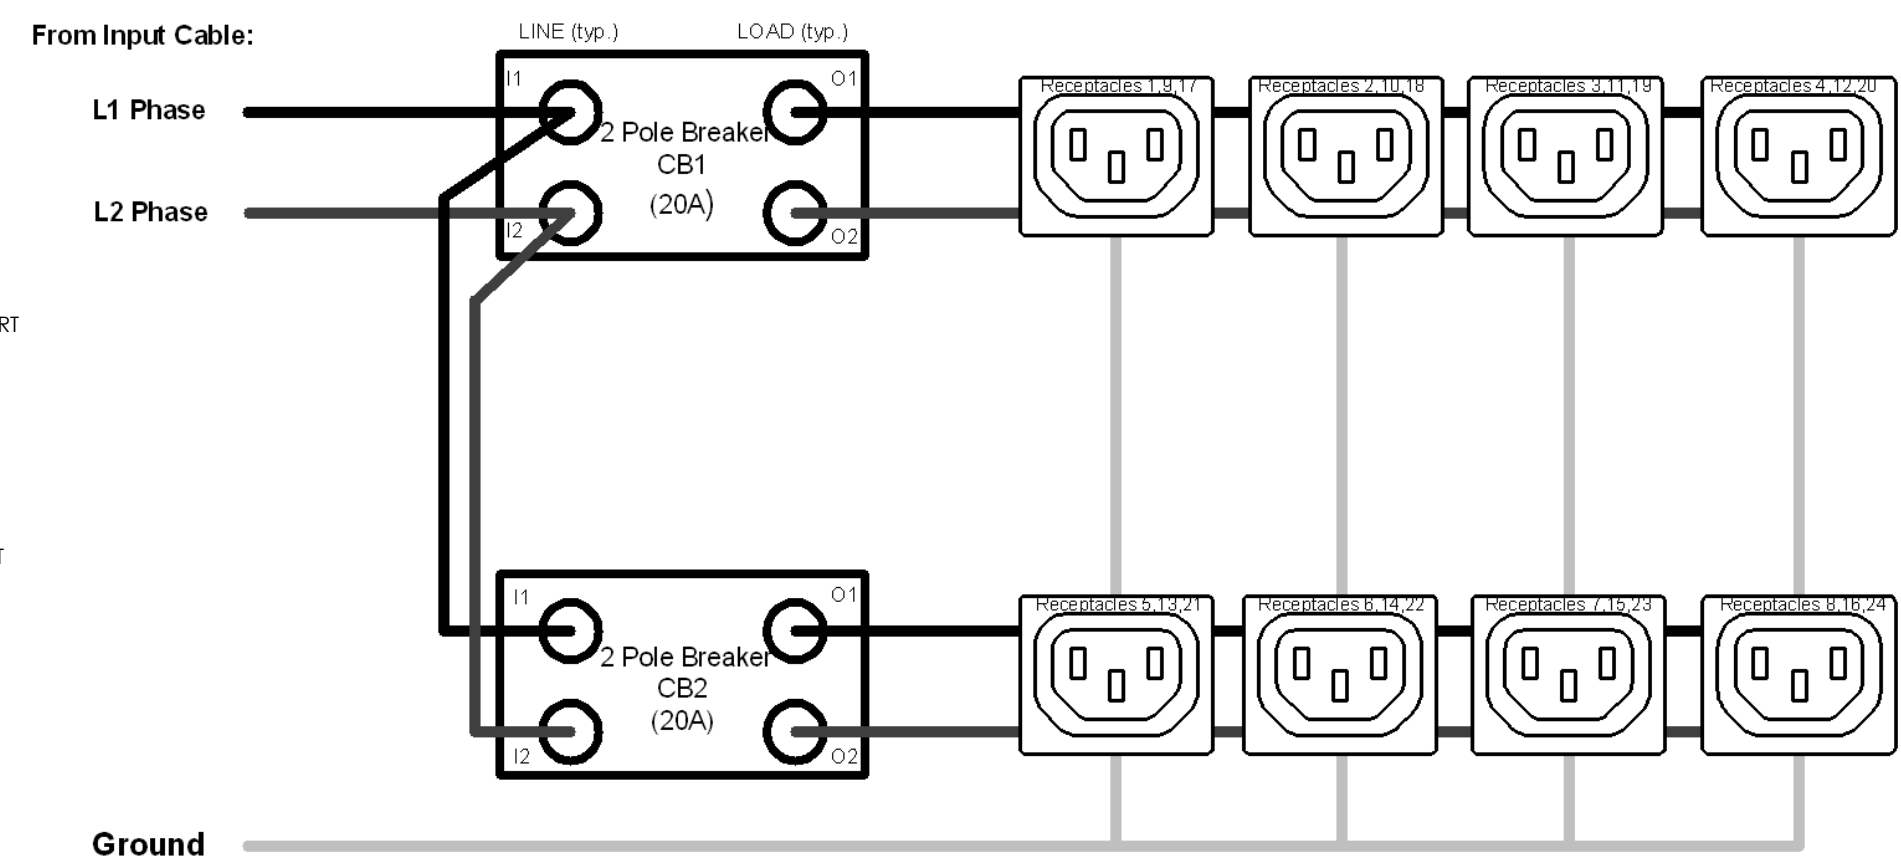 From Input Cable:
LINE (typ.)
LOAD (typ.)
I1
O1
L1 Phase
2 Pole Breaker
CB1
(20A)
L2 Phase
I2
O2
Receptacles 1,9,17
Receptacles 2,10,18
Receptacles 3,11,19
Receptacles 4,12,20
RT
T
I1
O1
2 Pole Breaker
CB2
(20A)
I2
O2
Receptacles 5,13,21
Receptacles 6,14,22
Receptacles 7,15,23
Receptacles 8,16,24
Ground